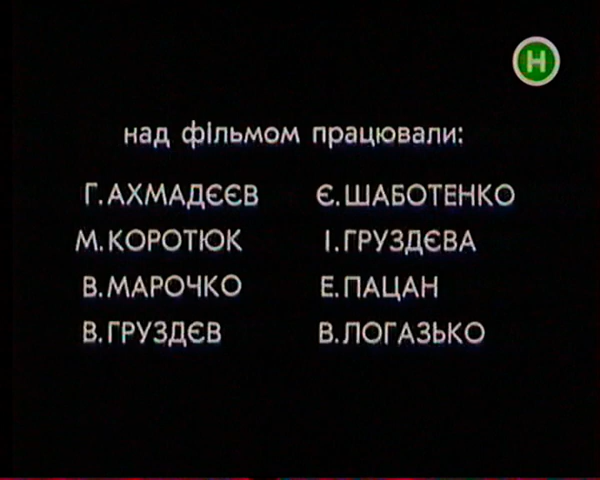 Н
над фільмом працювали:
Г.АХМАДЄЄВ Є.ШАБОТЕНКО
М.КОРОТЮК І.ГРУЗДЄВА
В.МАРОЧКО Е.ПАЦАН
В.ГРУЗДЄВ В.ЛОГАЗЬКО